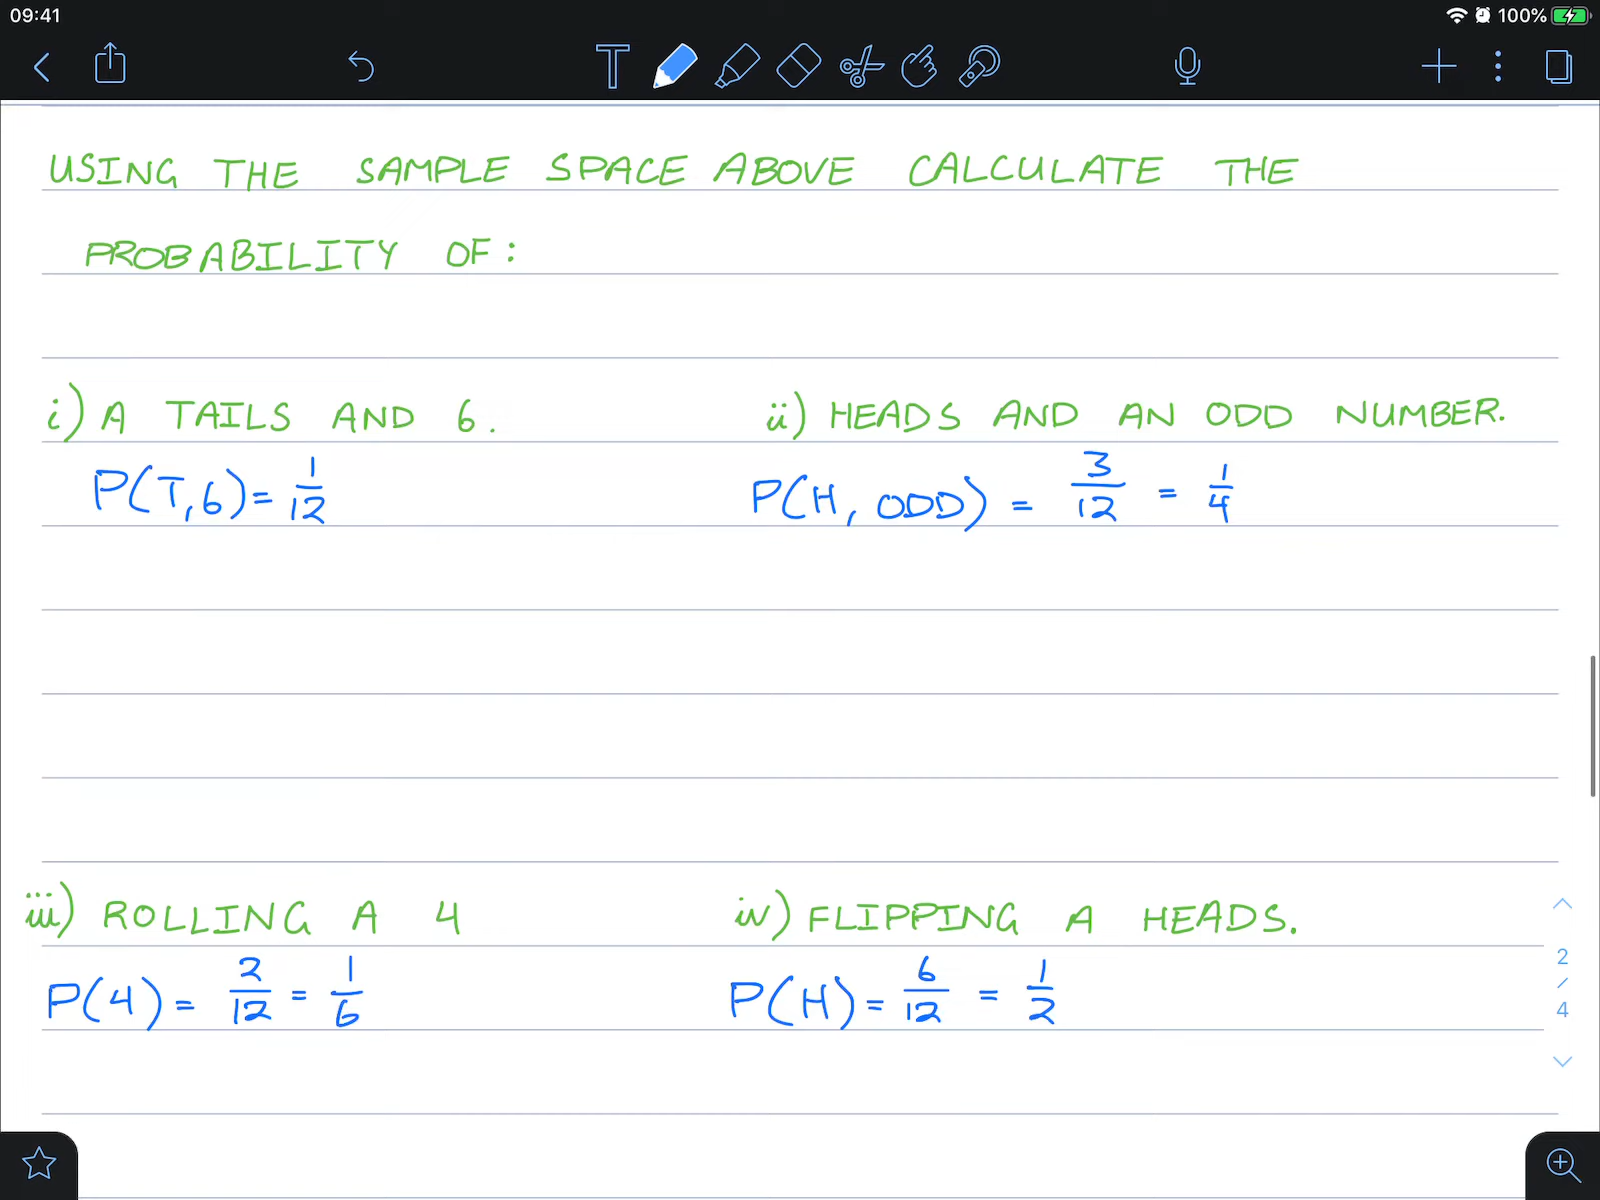 09:41 100%
T
USING THE SAMPLE SPACE ABOVE CALCULATE THE
PROBABILITY OF:
i) A TAILS AND 6.
P(T,6) = 1/12
ii) HEADS AND AN ODD NUMBER.
P(H, ODD) = 3/12 = 1/4
iii) ROLLING A 4
P(4) = 2/12 = 1/6
iv) FLIPPING A HEADS.
P(H) = 6/12 = 1/2
2
/
4